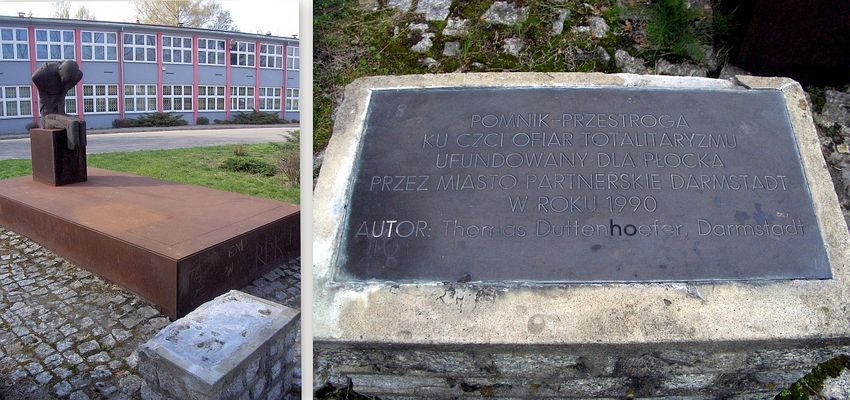 POMNIK-PRZESTROGA
KU CZCI OFIAR TOTALITARYZMU
UFUNDOWANY DLA PŁOCKA
PRZEZ MIASTO PARTNERSKIE DARMSTADT
W ROKU 1990
AUTOR: Thomas Duttenhoefer, Darmstadt